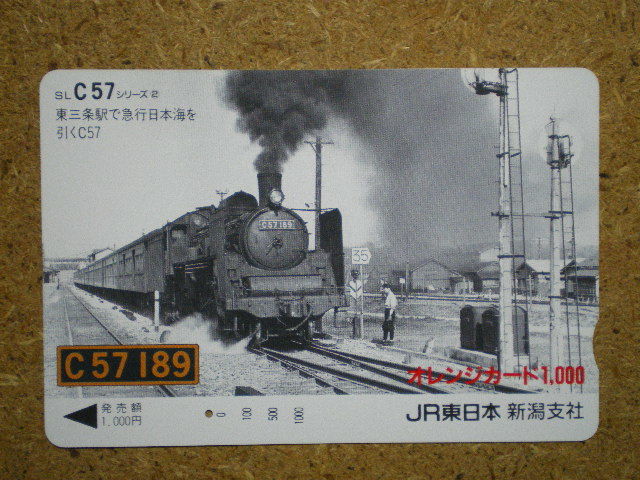 SL C57 シリーズ②
東三条駅で急行日本海を
引くC57
C57189
35
C57189
オレンジカード1,000
発売額
1,000円
0 100 500 1000
JR東日本 新潟支社